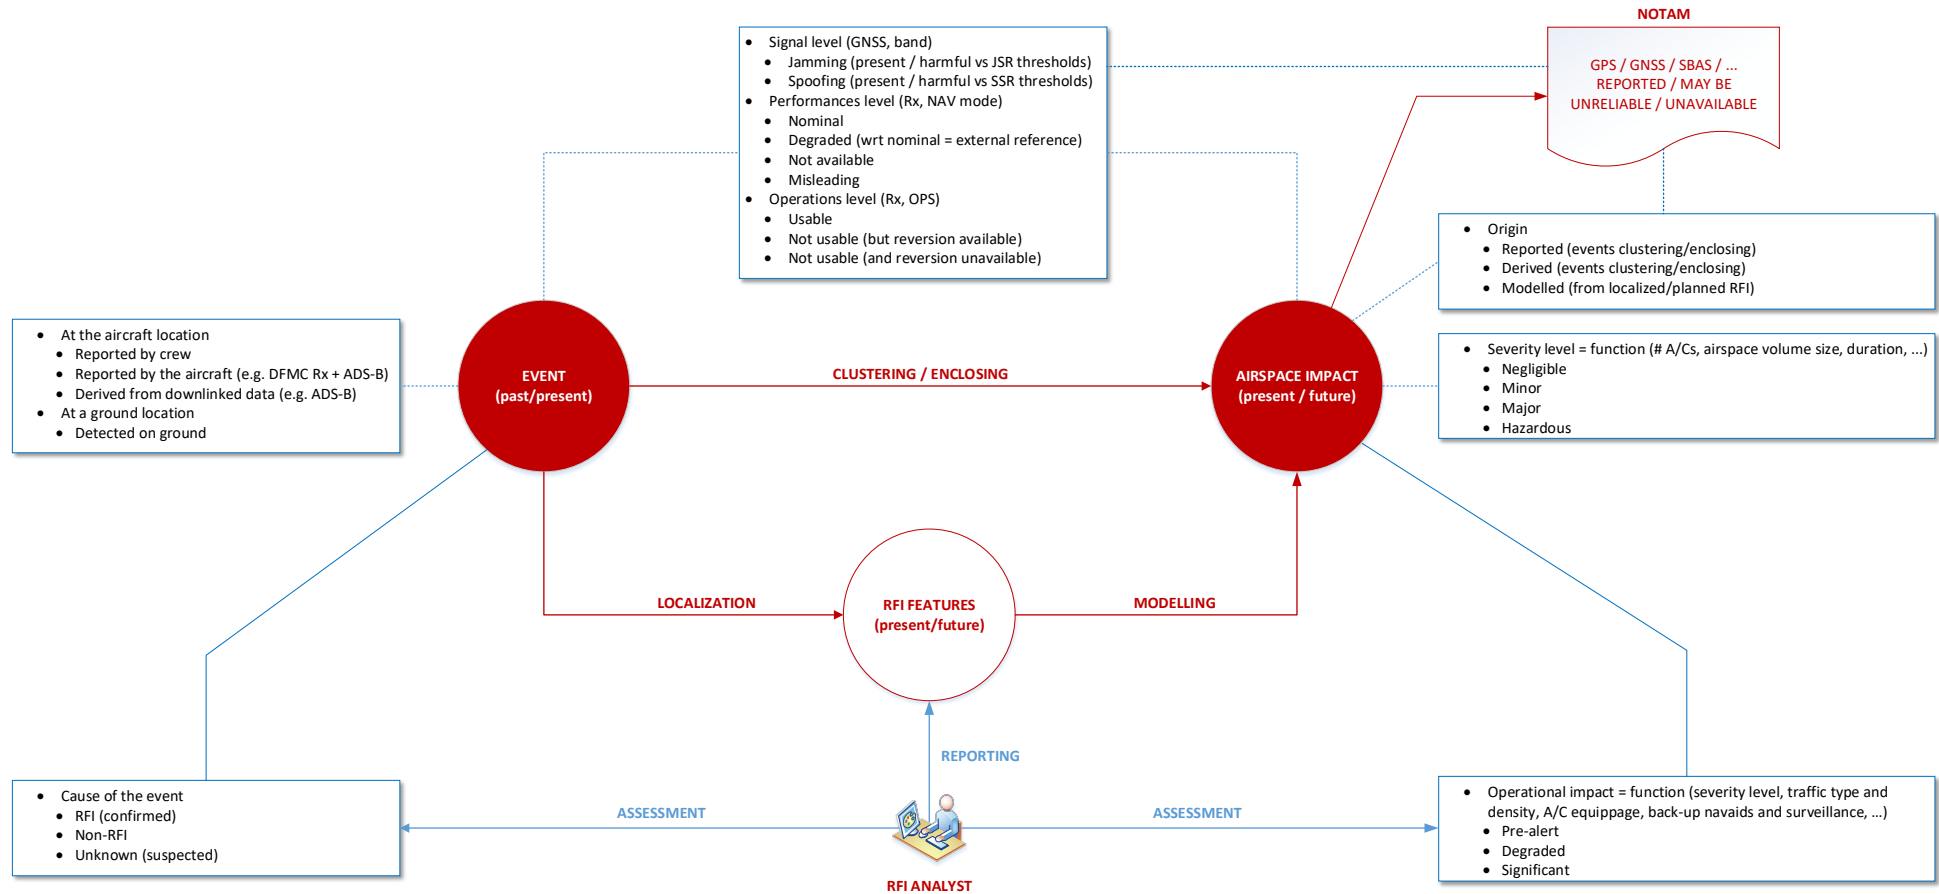 NOTAM
GPS / GNSS / SBAS / ...
REPORTED / MAY BE
UNRELIABLE / UNAVAILABLE
• Signal level (GNSS, band)
• Jamming (present / harmful vs JSR thresholds)
• Spoofing (present / harmful vs SSR thresholds)
• Performances level (Rx, NAV mode)
• Nominal
• Degraded (wrt nominal = external reference)
• Not available
• Misleading
• Operations level (Rx, OPS)
• Usable
• Not usable (but reversion available)
• Not usable (and reversion unavailable)
• Origin
• Reported (events clustering/enclosing)
• Derived (events clustering/enclosing)
• Modelled (from localized/planned RFI)
• At the aircraft location
• Reported by crew
• Reported by the aircraft (e.g. DFMC Rx + ADS-B)
• Derived from downlinked data (e.g. ADS-B)
• At a ground location
• Detected on ground
EVENT
(past/present)
CLUSTERING / ENCLOSING
AIRSPACE IMPACT
(present / future)
• Severity level = function (# A/Cs, airspace volume size, duration, ...)
• Negligible
• Minor
• Major
• Hazardous
LOCALIZATION
RFI FEATURES
(present/future)
MODELLING
REPORTING
• Cause of the event
• RFI (confirmed)
• Non-RFI
• Unknown (suspected)
ASSESSMENT
ASSESSMENT
• Operational impact = function (severity level, traffic type and
density, A/C equippage, back-up navaids and surveillance, ...)
• Pre-alert
• Degraded
• Significant
RFI ANALYST